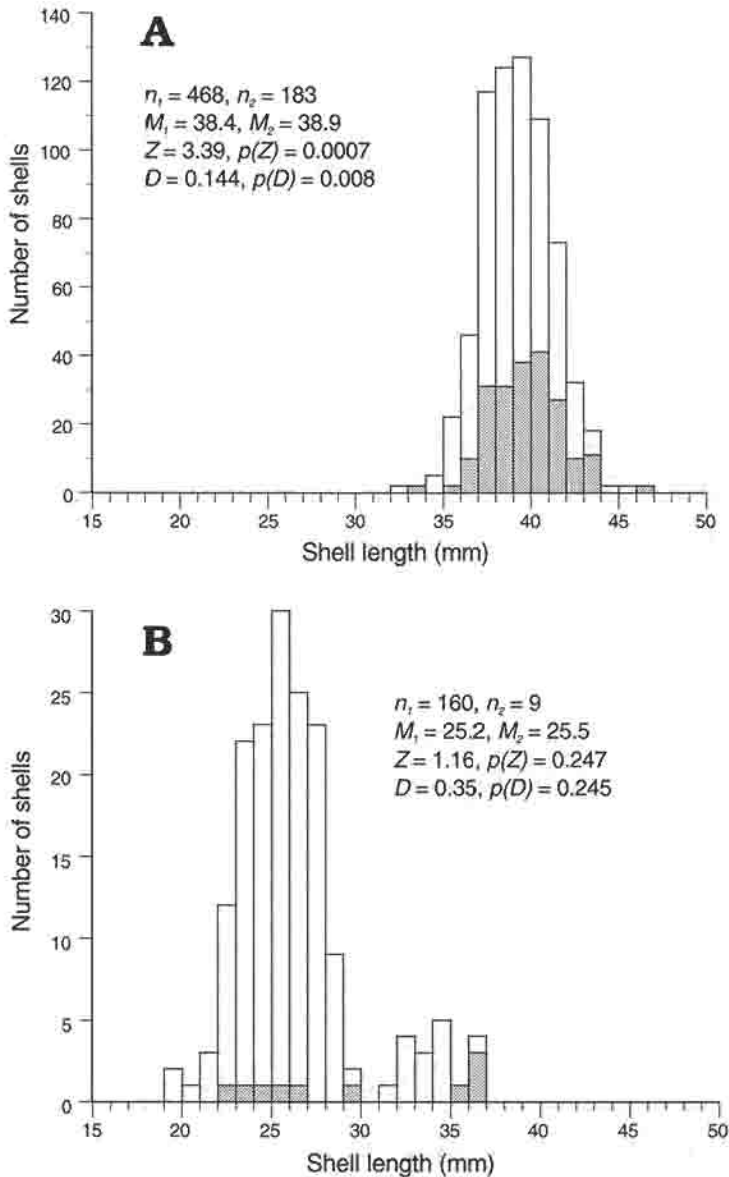 A
n₁ = 468, n₂ = 183
M₁ = 38.4, M₂ = 38.9
Z = 3.39, p(Z) = 0.0007
D = 0.144, p(D) = 0.008
Number of shells
140
120
100
80
60
40
20
0
15 20 25 30 35 40 45 50
Shell length (mm)
B
n₁ = 160, n₂ = 9
M₁ = 25.2, M₂ = 25.5
Z = 1.16, p(Z) = 0.247
D = 0.35, p(D) = 0.245
Number of shells
30
25
20
15
10
5
0
15 20 25 30 35 40 45 50
Shell length (mm)